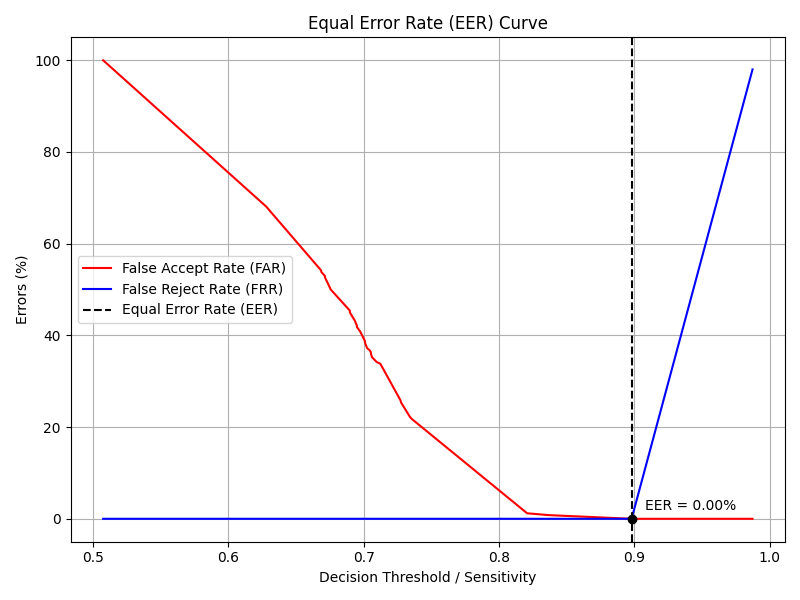 Equal Error Rate (EER) Curve
100
80
60
40
20
0
Errors (%)
False Accept Rate (FAR)
False Reject Rate (FRR)
Equal Error Rate (EER)
EER = 0.00%
0.5 0.6 0.7 0.8 0.9 1.0
Decision Threshold / Sensitivity